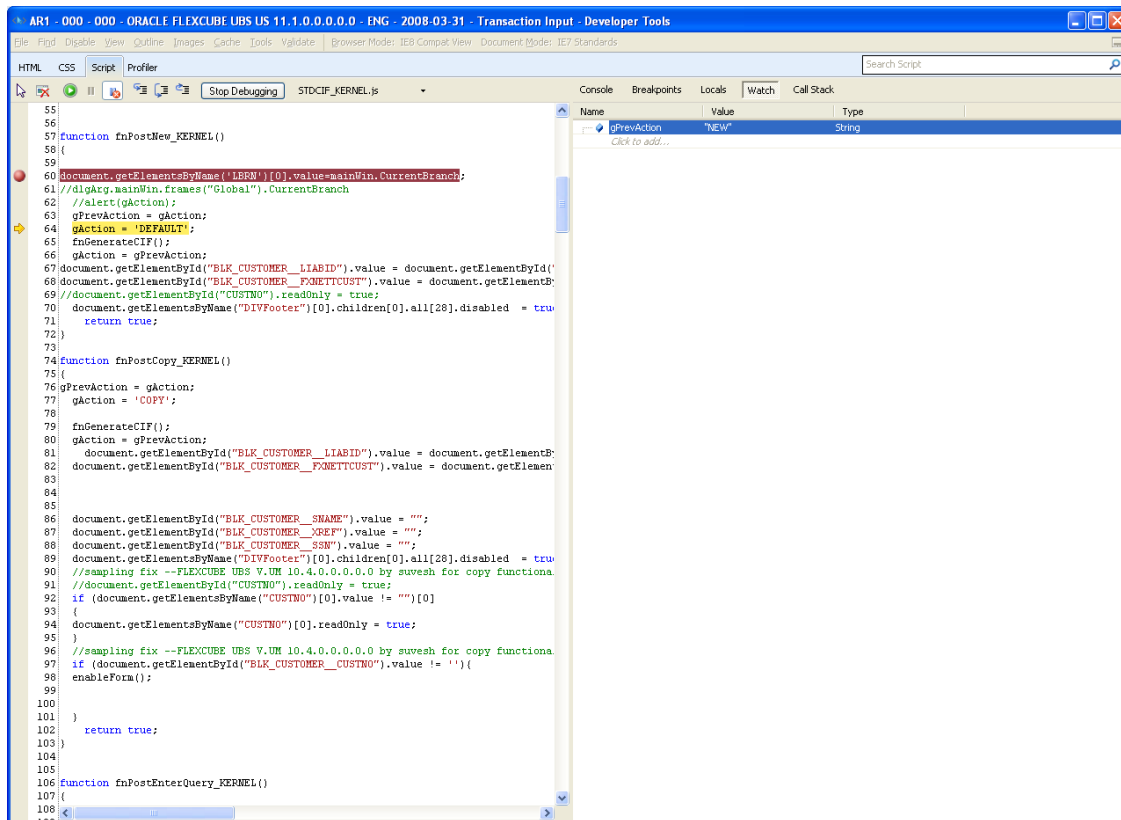 AR1 - 000 - 000 - ORACLE FLEXCUBE UBS US 11.1.0.0.0.0.0 - ENG - 2008-03-31 - Transaction Input - Developer Tools
File Find Disable View Outline Images Cache Tools Validate Browser Mode: IE8 Compat View Document Mode: IE7 Standards
HTML CSS Script Profiler Search Script
Stop Debugging STDCIF_KERNEL.js Console Breakpoints Locals Watch Call Stack
Name Value Type
gPrevAction "NEW" String
Click to add...
55
56
57 function fnPostNew_KERNEL()
58 {
59
60 document.getElementsByName('LBRN')[0].value=mainWin.CurrentBranch;
61 //dlgArg.mainWin.frames("Global").CurrentBranch
62 //alert(gAction);
63 gPrevAction = gAction;
64 gAction = 'DEFAULT';
65 fnGenerateCIF();
66 gAction = gPrevAction;
67 document.getElementById("BLK_CUSTOMER__LIABID").value = document.getElementById("
68 document.getElementById("BLK_CUSTOMER__FXNETTCUST").value = document.getElementB
69 //document.getElementById("CUSTNO").readOnly = true;
70 document.getElementsByName("DIVFooter")[0].children[0].all[28].disabled = tru
71 return true;
72 }
73
74 function fnPostCopy_KERNEL()
75 {
76 gPrevAction = gAction;
77 gAction = 'COPY';
78
79 fnGenerateCIF();
80 gAction = gPrevAction;
81 document.getElementById("BLK_CUSTOMER__LIABID").value = document.getElementB
82 document.getElementById("BLK_CUSTOMER__FXNETTCUST").value = document.getElemen
83
84
85
86 document.getElementById("BLK_CUSTOMER__SNAME").value = "";
87 document.getElementById("BLK_CUSTOMER__XREF").value = "";
88 document.getElementById("BLK_CUSTOMER__SSN").value = "";
89 document.getElementsByName("DIVFooter")[0].children[0].all[28].disabled = tru
90 //sampling fix --FLEXCUBE UBS V.UM 10.4.0.0.0.0.0 by suvesh for copy functiona
91 //document.getElementById("CUSTNO").readOnly = true;
92 if (document.getElementsByName("CUSTNO")[0].value != "")[0]
93 {
94 document.getElementsByName("CUSTNO")[0].readOnly = true;
95 }
96 //sampling fix --FLEXCUBE UBS V.UM 10.4.0.0.0.0.0 by suvesh for copy functiona
97 if (document.getElementById("BLK_CUSTOMER__CUSTNO").value != ''){
98 enableForm();
99
100
101 }
102 return true;
103 }
104
105
106 function fnPostEnterQuery_KERNEL()
107 {
108